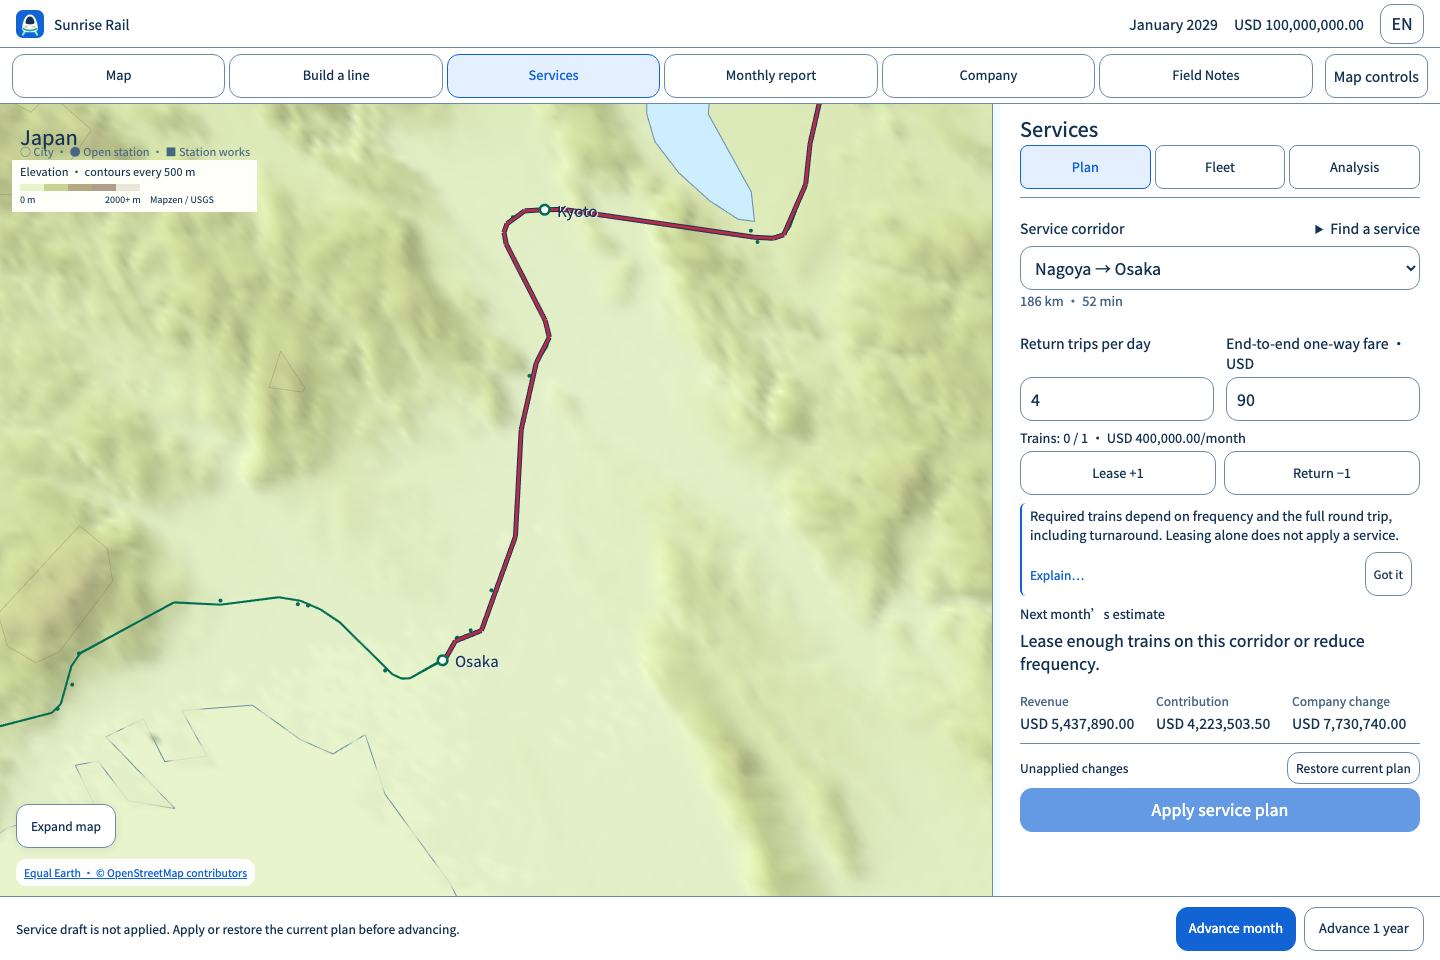 Sunrise Rail
January 2029
USD 100,000,000.00
EN
Map
Build a line
Services
Monthly report
Company
Field Notes
Map controls
Japan
City • Open station • Station works
Elevation • contours every 500 m
0 m
2000+ m
Mapzen / USGS
Kyoto
Osaka
Expand map
Equal Earth • © OpenStreetMap contributors
Services
Plan
Fleet
Analysis
Service corridor
▶ Find a service
Nagoya → Osaka
186 km • 52 min
Return trips per day
End-to-end one-way fare •
USD
4
90
Trains: 0 / 1 • USD 400,000.00/month
Lease +1
Return −1
Required trains depend on frequency and the full round trip,
including turnaround. Leasing alone does not apply a service.
Explain…
Got it
Next month’s estimate
Lease enough trains on this corridor or reduce
frequency.
Revenue
Contribution
Company change
USD 5,437,890.00
USD 4,223,503.50
USD 7,730,740.00
Unapplied changes
Restore current plan
Apply service plan
Service draft is not applied. Apply or restore the current plan before advancing.
Advance month
Advance 1 year